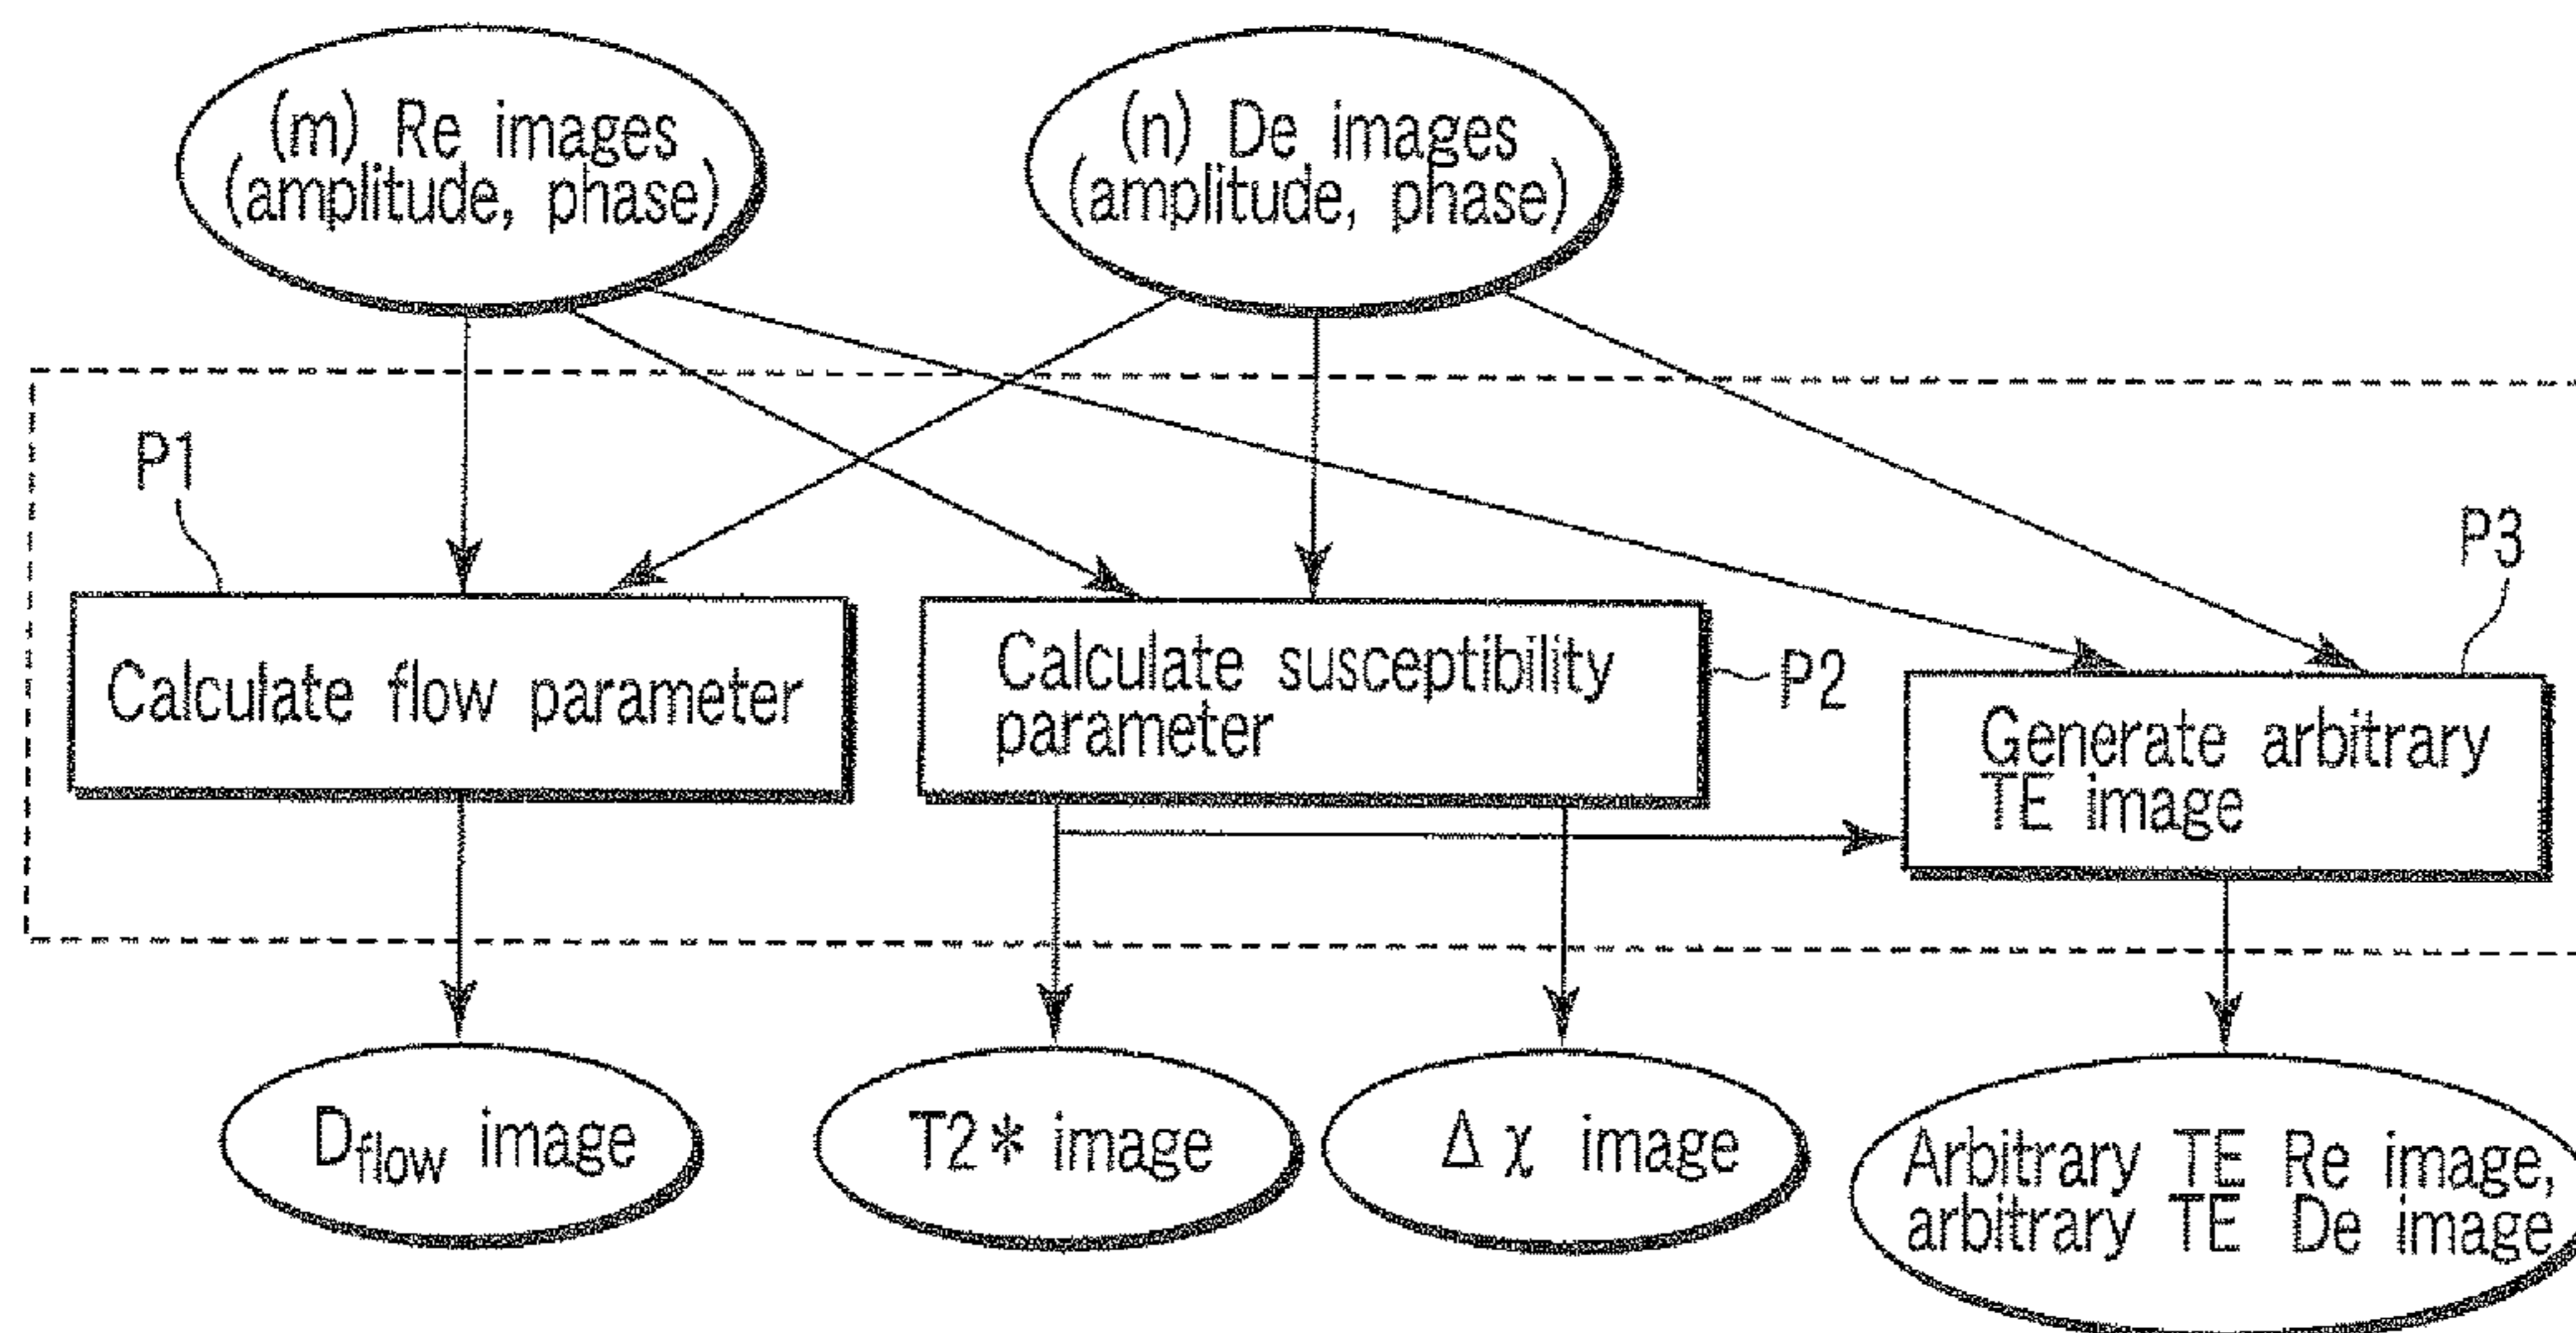 (m) Re images
(amplitude, phase)
(n) De images
(amplitude, phase)
P1
P3
Calculate flow parameter
Calculate susceptibility
parameter
P2
Generate arbitrary
TE image
Dflow image
T2* image
Δχ image
Arbitrary TE Re image,
arbitrary TE De image